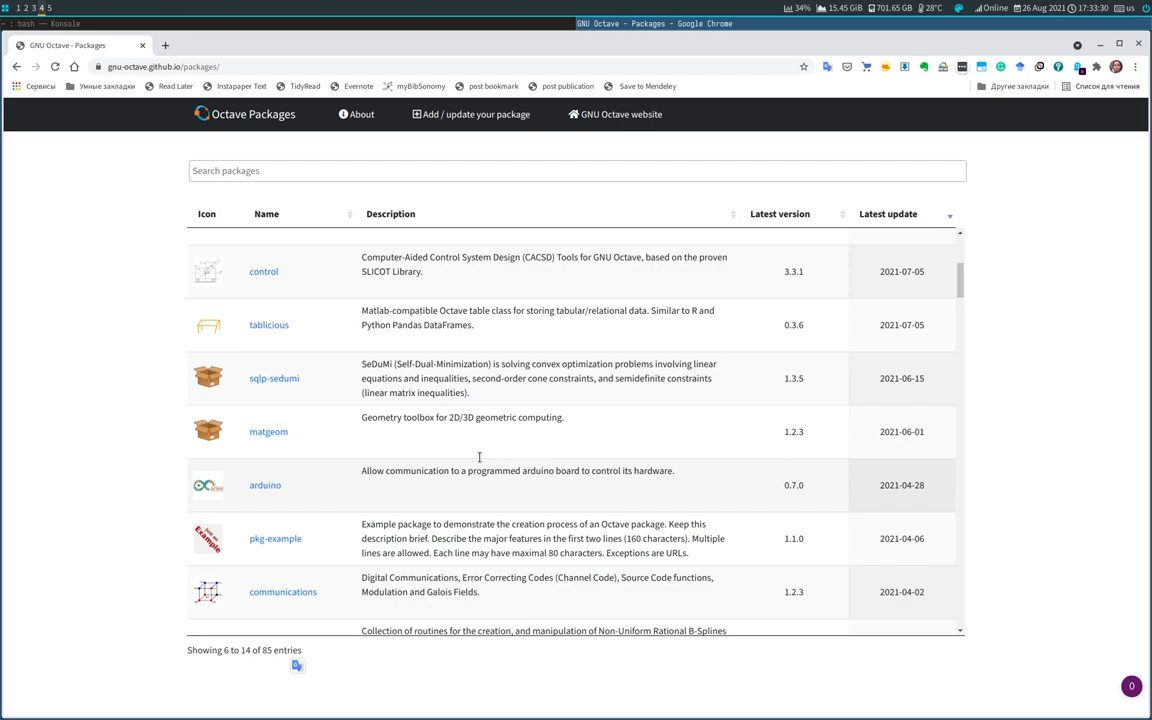 1 2 3 4 5
34% 15.45 GiB 701.65 GB 28°C Online 26 Aug 2021 17:33:30 us
~ : bash — Konsole
GNU Octave - Packages - Google Chrome
GNU Octave - Packages
gnu-octave.github.io/packages/
Сервисы Умные закладки Read Later Instapaper Text TidyRead Evernote myBibSonomy post bookmark post publication Save to Mendeley Другие закладки Список для чтения
Octave Packages About Add / update your package GNU Octave website
Search packages
Icon Name Description Latest version Latest update
control
Computer-Aided Control System Design (CACSD) Tools for GNU Octave, based on the proven
SLICOT Library.
3.3.1 2021-07-05
tablicious
Matlab-compatible Octave table class for storing tabular/relational data. Similar to R and
Python Pandas DataFrames.
0.3.6 2021-07-05
sqlp-sedumi
SeDuMi (Self-Dual-Minimization) is solving convex optimization problems involving linear
equations and inequalities, second-order cone constraints, and semidefinite constraints
(linear matrix inequalities).
1.3.5 2021-06-15
matgeom
Geometry toolbox for 2D/3D geometric computing.
1.2.3 2021-06-01
arduino
Allow communication to a programmed arduino board to control its hardware.
0.7.0 2021-04-28
Just an
Example
pkg-example
Example package to demonstrate the creation process of an Octave package. Keep this
description brief. Describe the major features in the first two lines (160 characters). Multiple
lines are allowed. Each line may have maximal 80 characters. Exceptions are URLs.
1.1.0 2021-04-06
communications
Digital Communications, Error Correcting Codes (Channel Code), Source Code functions,
Modulation and Galois Fields.
1.2.3 2021-04-02
Collection of routines for the creation, and manipulation of Non-Uniform Rational B-Splines
Showing 6 to 14 of 85 entries
0